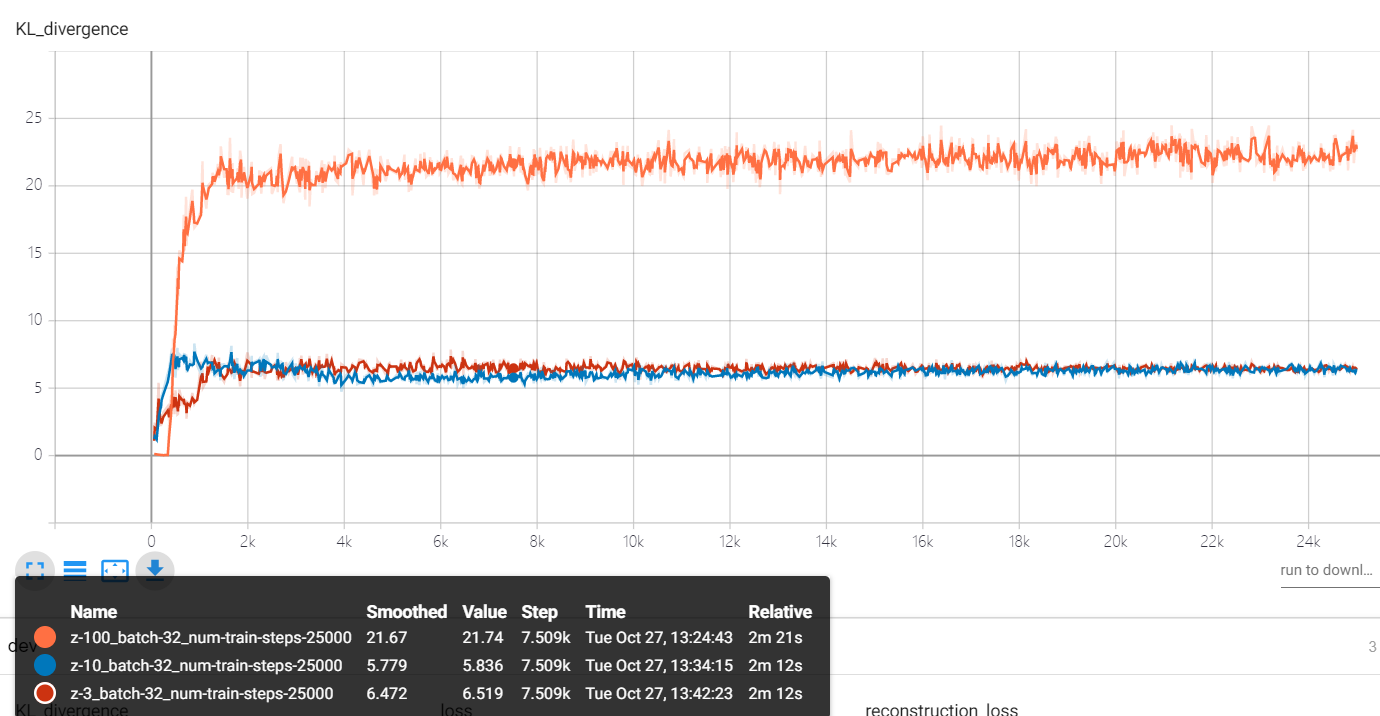 KL_divergence
25
20
15
10
5
0
0 2k 4k 6k 8k 10k 12k 14k 16k 18k 20k 22k 24k
run to downl...
Name Smoothed Value Step Time Relative
z-100_batch-32_num-train-steps-25000 21.67 21.74 7.509k Tue Oct 27, 13:24:43 2m 21s
dev 3
z-10_batch-32_num-train-steps-25000 5.779 5.836 7.509k Tue Oct 27, 13:34:15 2m 12s
z-3_batch-32_num-train-steps-25000 6.472 6.519 7.509k Tue Oct 27, 13:42:23 2m 12s
KL_divergence loss reconstruction_loss